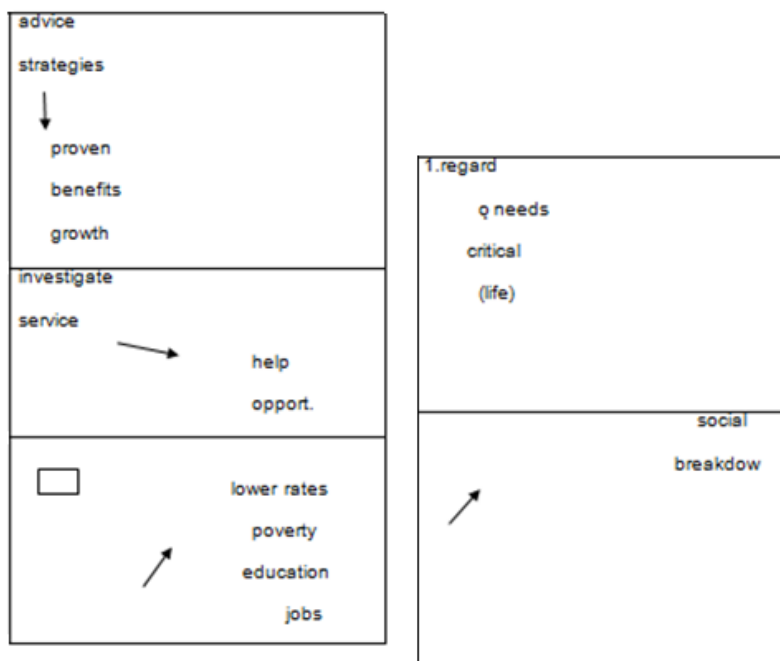 advice
strategies
proven
benefits
growth
investigate
service
help
opport.
lower rates
poverty
education
jobs
1.regard
ƍ needs
critical
(life)
social
breakdow